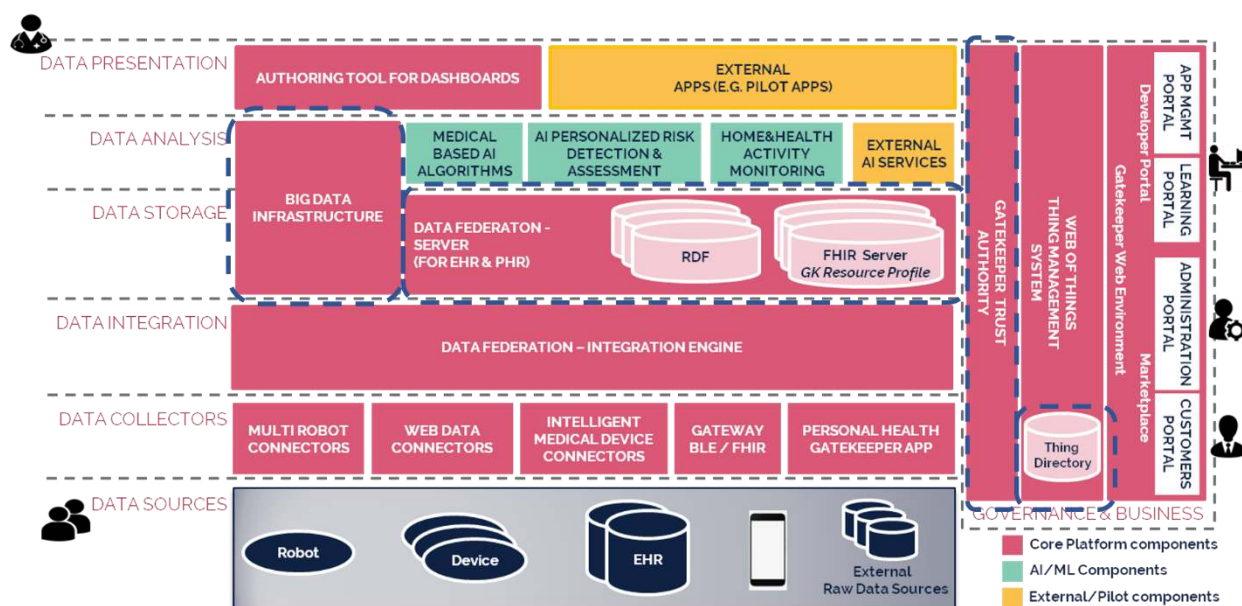 DATA PRESENTATION
AUTHORING TOOL FOR DASHBOARDS
EXTERNAL
APPS (E.G. PILOT APPS)
DATA ANALYSIS
MEDICAL
BASED AI
ALGORITHMS
AI PERSONALIZED RISK
DETECTION &
ASSESSMENT
HOME&HEALTH
ACTIVITY
MONITORING
EXTERNAL
AI SERVICES
BIG DATA
INFRASTRUCTURE
DATA STORAGE
DATA FEDERATON -
SERVER
(FOR EHR & PHR)
RDF
FHIR Server
GK Resource Profile
DATA INTEGRATION
DATA FEDERATION – INTEGRATION ENGINE
DATA COLLECTORS
MULTI ROBOT
CONNECTORS
WEB DATA
CONNECTORS
INTELLIGENT
MEDICAL DEVICE
CONNECTORS
GATEWAY
BLE / FHIR
PERSONAL HEALTH
GATEKEEPER APP
DATA SOURCES
Robot
Device
EHR
External
Raw Data Sources
GATEKEEPER TRUST
AUTHORITY
WEB OF THINGS
THING MANAGEMENT
SYSTEM
Thing
Directory
Gatekeeper Web Environment
Developer Portal
Marketplace
APP MGMT
PORTAL
LEARNING
PORTAL
ADMINISTRATION
PORTAL
CUSTOMERS
PORTAL
GOVERNANCE & BUSINESS
Core Platform components
AI/ML Components
External/Pilot components